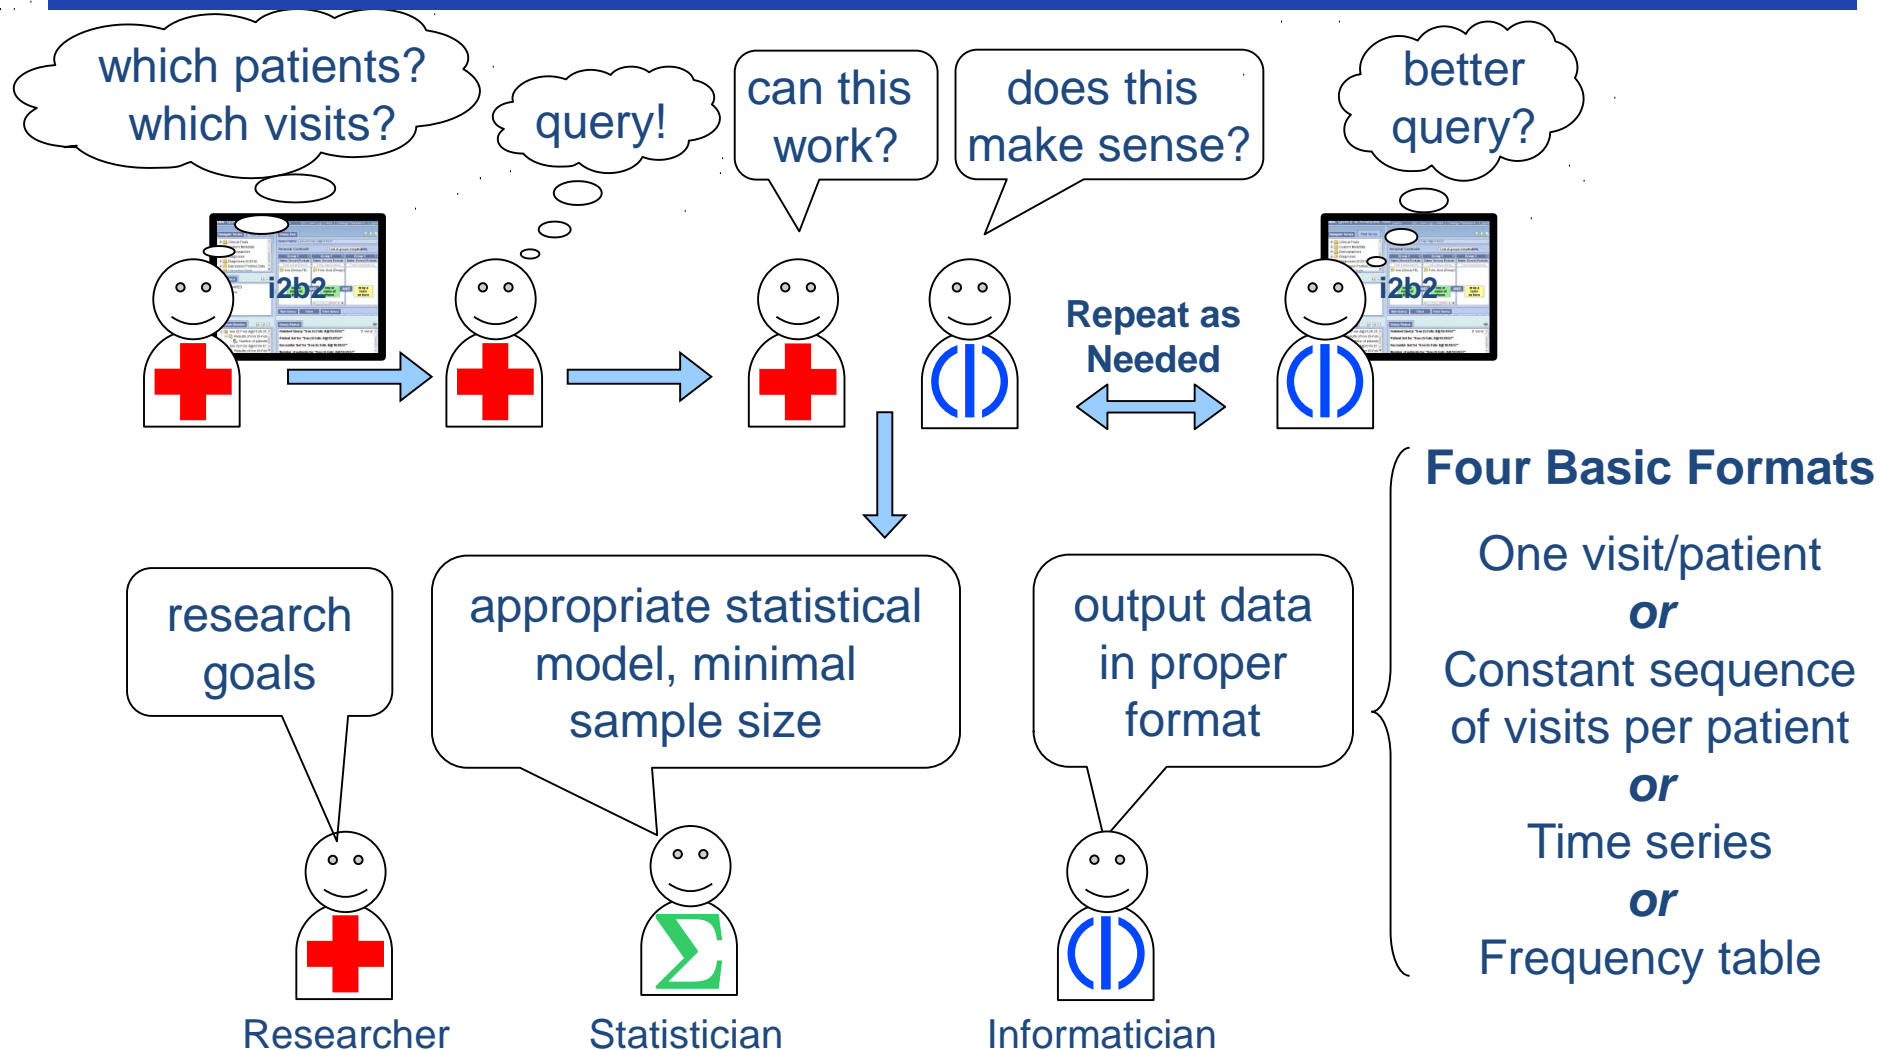 which patients?
which visits?
query!
can this
work?
does this
make sense?
better
query?
i2b2
i2b2
Repeat as
Needed
research
goals
appropriate statistical
model, minimal
sample size
output data
in proper
format
Four Basic Formats
One visit/patient
or
Constant sequence
of visits per patient
or
Time series
or
Frequency table
Researcher
Statistician
Informatician